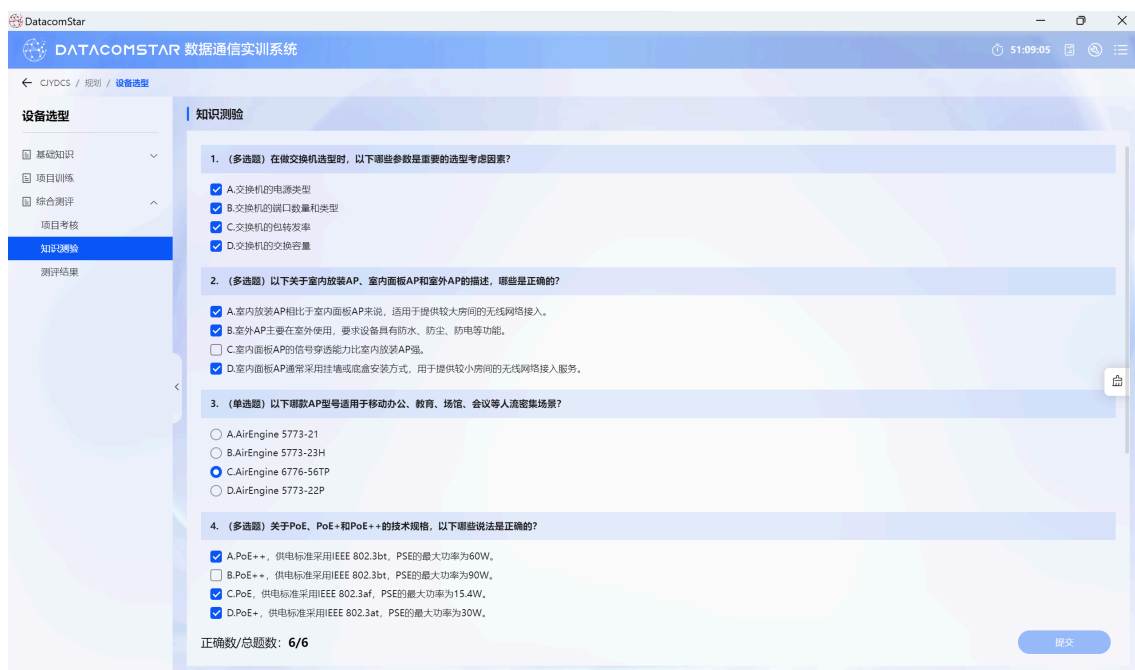 DatacomStar
DATACOMSTAR 数据通信实训系统
51:09:05
CJYDCS / 规划 / 设备选型
设备选型
基础知识
项目训练
综合测评
项目考核
知识测验
测评结果
知识测验
1. （多选题）在做交换机选型时，以下哪些参数是重要的选型考虑因素?
A.交换机的电源类型
B.交换机的端口数量和类型
C.交换机的包转发率
D.交换机的交换容量
2. （多选题）以下关于室内放装AP、室内面板AP和室外AP的描述，哪些是正确的?
A.室内放装AP相比于室内面板AP来说，适用于提供较大房间的无线网络接入。
B.室外AP主要在室外使用，要求设备具有防水、防尘、防电等功能。
C.室内面板AP的信号穿透能力比室内放装AP强。
D.室内面板AP通常采用挂墙或底盒安装方式，用于提供较小房间的无线网络接入服务。
3. （单选题）以下哪款AP型号适用于移动办公、教育、场馆、会议等人流密集场景?
A.AirEngine 5773-21
B.AirEngine 5773-23H
C.AirEngine 6776-56TP
D.AirEngine 5773-22P
4. （多选题）关于PoE、PoE+和PoE++的技术规格，以下哪些说法是正确的?
A.PoE++，供电标准采用IEEE 802.3bt，PSE的最大功率为60W。
B.PoE++，供电标准采用IEEE 802.3bt，PSE的最大功率为90W。
C.PoE，供电标准采用IEEE 802.3af，PSE的最大功率为15.4W。
D.PoE+，供电标准采用IEEE 802.3at，PSE的最大功率为30W。
正确数/总题数：6/6
提交